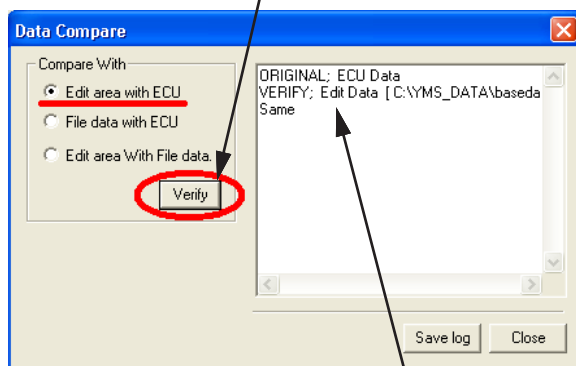 Data Compare
Compare With
Edit area with ECU
File data with ECU
Edit area With File data.
Verify
ORIGINAL; ECU Data
VERIFY; Edit Data [ C:\YMS_DATA\baseda
Same
Save log
Close